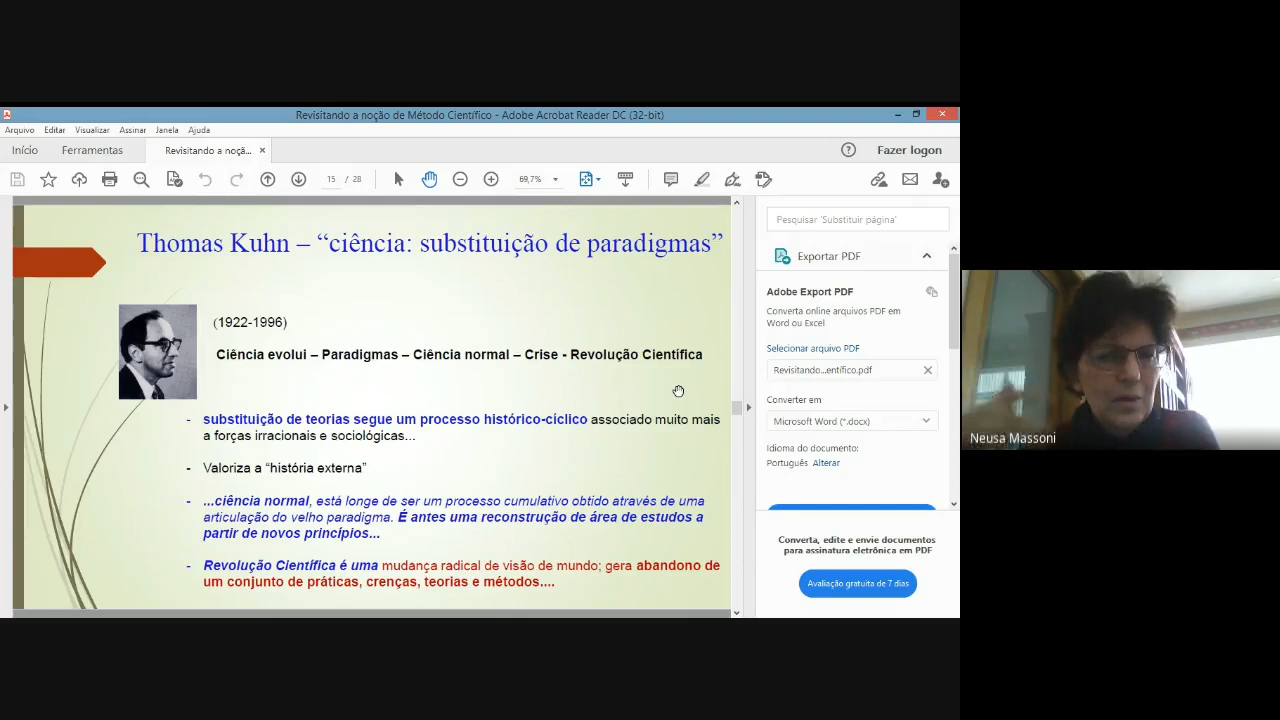 Revisitando a noção de Método Científico - Adobe Acrobat Reader DC (32-bit)
Arquivo Editar Visualizar Assinar Janela Ajuda
Início Ferramentas Revisitando a noçã... × Fazer logon
15 / 28 69,7%
Thomas Kuhn – “ciência: substituição de paradigmas”
(1922-1996)
Ciência evolui – Paradigmas – Ciência normal – Crise - Revolução Científica
- substituição de teorias segue um processo histórico-cíclico associado muito mais
a forças irracionais e sociológicas...
- Valoriza a “história externa”
- ...ciência normal, está longe de ser um processo cumulativo obtido através de uma
articulação do velho paradigma. É antes uma reconstrução de área de estudos a
partir de novos princípios...
- Revolução Científica é uma mudança radical de visão de mundo; gera abandono de
um conjunto de práticas, crenças, teorias e métodos....
Pesquisar 'Substituir página'
Exportar PDF
Adobe Export PDF
Converta online arquivos PDF em
Word ou Excel
Selecionar arquivo PDF
Revisitando...entífico.pdf
Converter em
Microsoft Word (*.docx)
Idioma do documento:
Português Alterar
Converta, edite e envie documentos
para assinatura eletrônica em PDF
Avaliação gratuita de 7 dias
Neusa Massoni